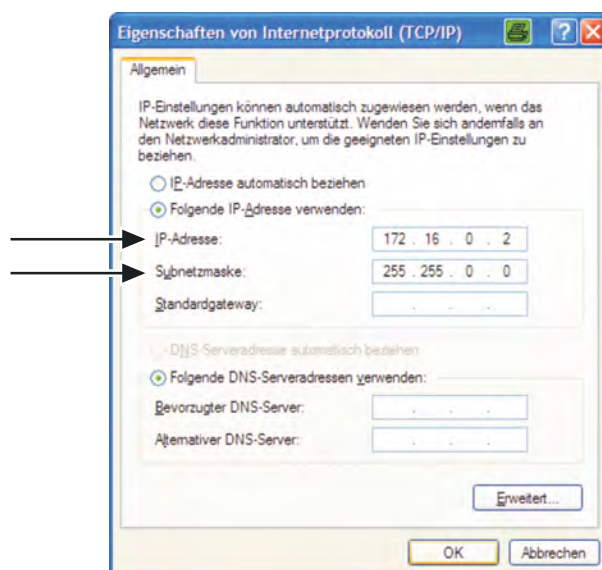 Eigenschaften von Internetprotokoll (TCP/IP)
Allgemein
IP-Einstellungen können automatisch zugewiesen werden, wenn das
Netzwerk diese Funktion unterstützt. Wenden Sie sich andernfalls an
den Netzwerkadministrator, um die geeigneten IP-Einstellungen zu
beziehen.
IP-Adresse automatisch beziehen
Folgende IP-Adresse verwenden:
IP-Adresse: 172 . 16 . 0 . 2
Subnetzmaske: 255 . 255 . 0 . 0
Standardgateway: . . .
DNS-Serveradresse automatisch beziehen
Folgende DNS-Serveradressen verwenden:
Bevorzugter DNS-Server: . . .
Alternativer DNS-Server: . . .
Erweitert...
OK Abbrechen